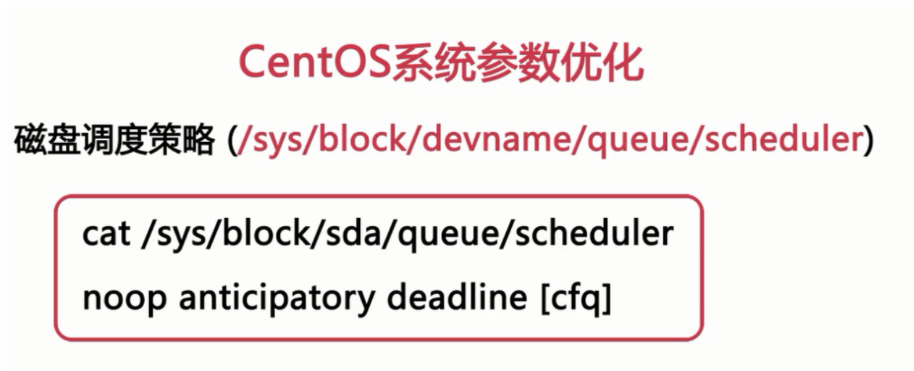 CentOS系统参数优化
磁盘调度策略 (/sys/block/devname/queue/scheduler)
cat /sys/block/sda/queue/scheduler
noop anticipatory deadline [cfq]